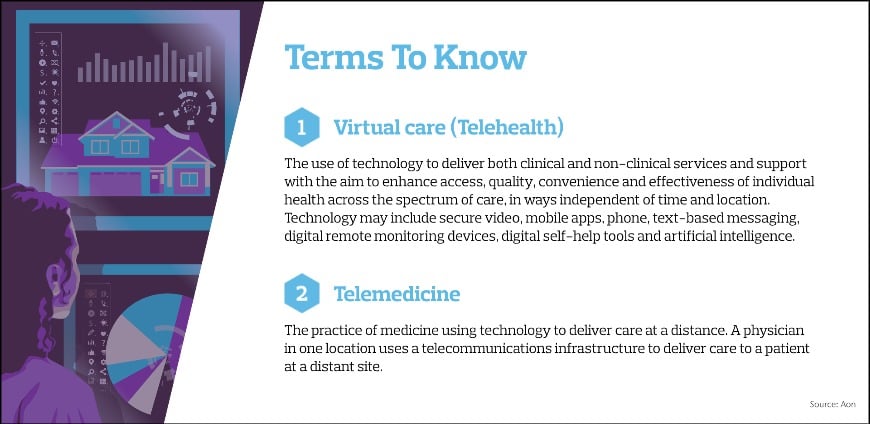 Terms To Know
1 Virtual care (Telehealth)
The use of technology to deliver both clinical and non-clinical services and support
with the aim to enhance access, quality, convenience and effectiveness of individual
health across the spectrum of care, in ways independent of time and location.
Technology may include secure video, mobile apps, phone, text-based messaging,
digital remote monitoring devices, digital self-help tools and artificial intelligence.
2 Telemedicine
The practice of medicine using technology to deliver care at a distance. A physician
in one location uses a telecommunications infrastructure to deliver care to a patient
at a distant site.
Source: Aon